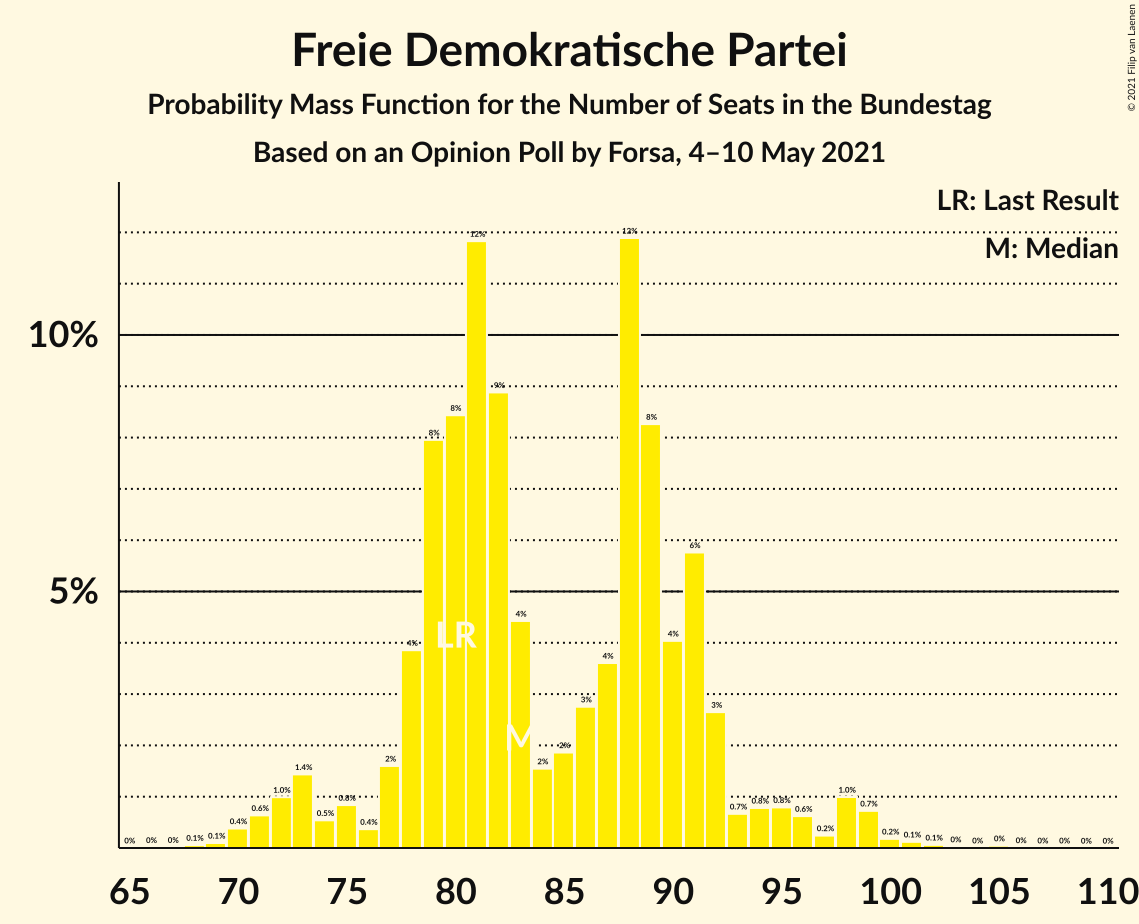 Freie Demokratische Partei
Probability Mass Function for the Number of Seats in the Bundestag
Based on an Opinion Poll by Forsa, 4–10 May 2021
© 2021 Filip van Laenen
LR: Last Result
M: Median
10%
5%
0% 0% 0% 0.1% 0.1% 0.4% 0.6% 1.0% 1.4% 0.5% 0.8% 0.4% 2% 4% 8% 8% 12% 9% 4% 2% 2% 3% 4% 12% 8% 4% 6% 3% 0.7% 0.8% 0.8% 0.6% 0.2% 1.0% 0.7% 0.2% 0.1% 0.1% 0% 0% 0% 0% 0% 0% 0% 0%
LR
M
65 70 75 80 85 90 95 100 105 110